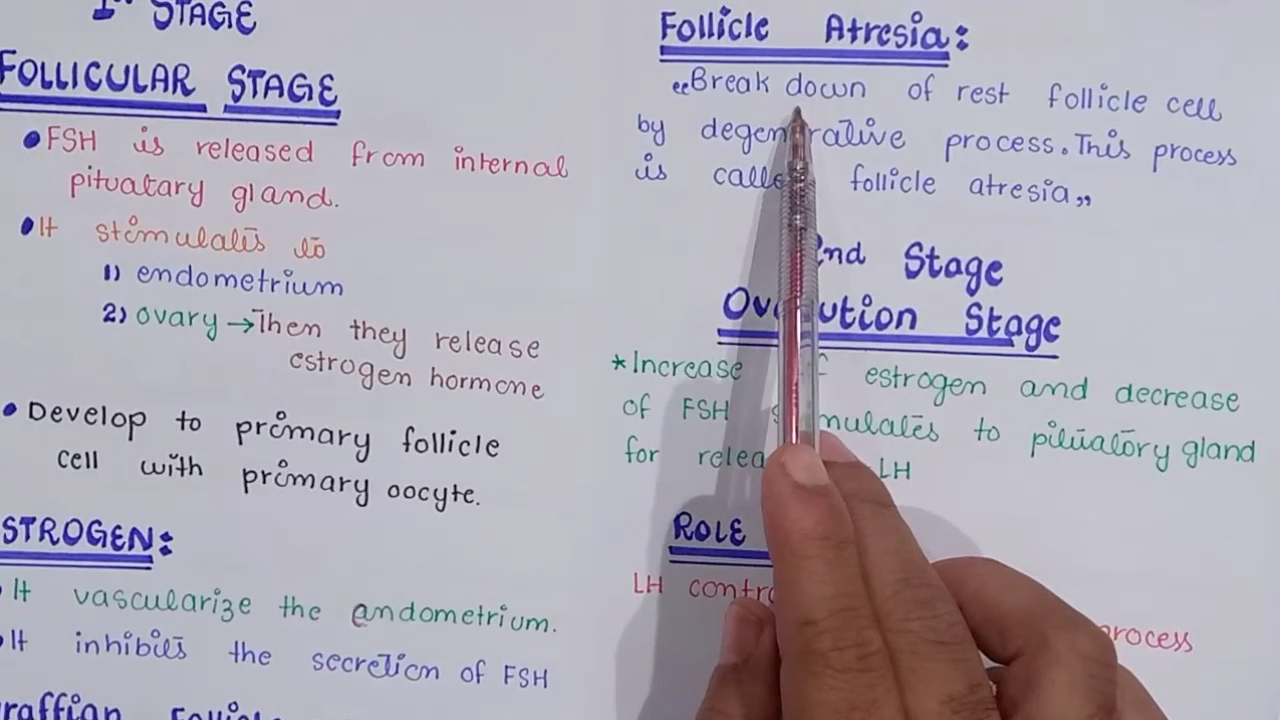 1st STAGE
FOLLICULAR STAGE
•FSH is released from internal
pituatary gland.
•It stimulates to
1) endometrium
2) ovary → Then they release
estrogen hormone
• Develop to primary follicle
cell with primary oocyte.
STROGEN:
It vascularize the endometrium.
It inhibits the secretion of FSH
raffian
Follicle Atresia:
"Break down of rest follicle cell
by process. This process
is follicle atresia"
2nd Stage
Stage
*Increase estrogen and decrease
of FSH to pituatory gland
for LH
ROLE
LH
process